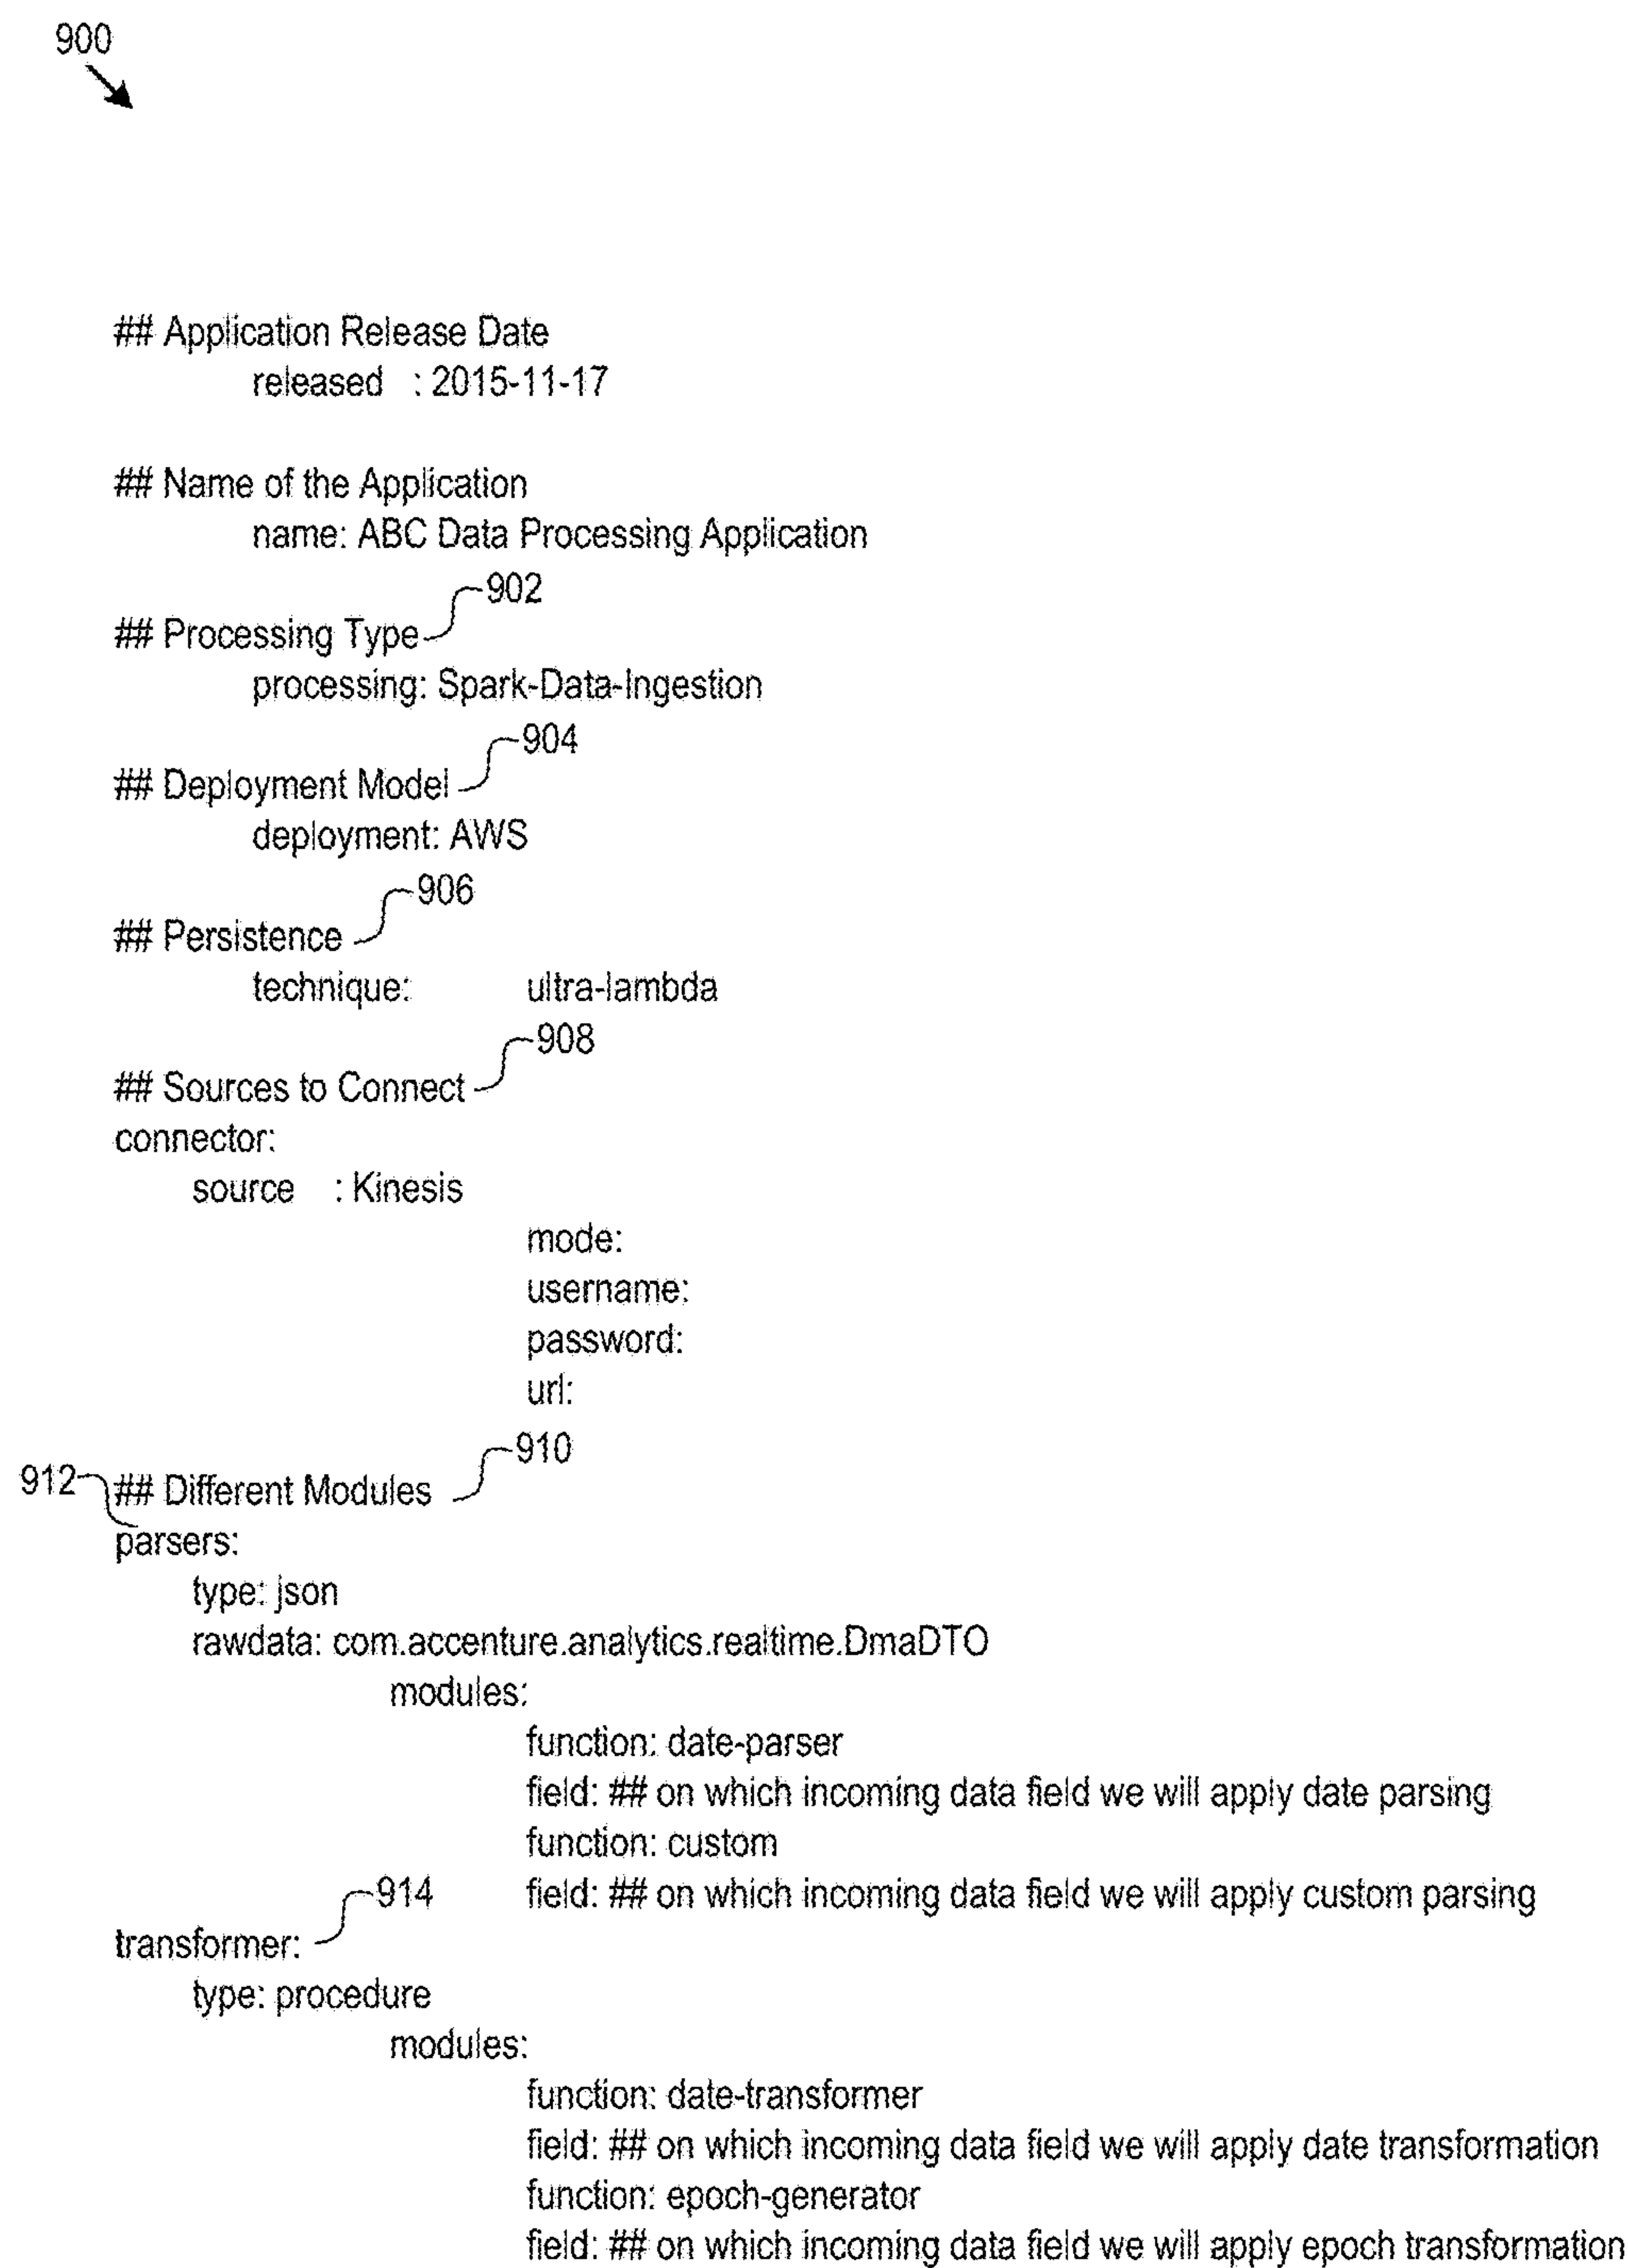 900
## Application Release Date
released : 2015-11-17
## Name of the Application
name: ABC Data Processing Application
902
## Processing Type
processing: Spark-Data-Ingestion
904
## Deployment Model
deployment: AWS
906
## Persistence
technique: ultra-lambda
908
## Sources to Connect
connector:
source : Kinesis
mode:
username:
password:
url:
910
912 ## Different Modules
parsers:
type: json
rawdata: com.accenture.analytics.realtime.DmaDTO
modules:
function: date-parser
field: ## on which incoming data field we will apply date parsing
function: custom
914 field: ## on which incoming data field we will apply custom parsing
transformer:
type: procedure
modules:
function: date-transformer
field: ## on which incoming data field we will apply date transformation
function: epoch-generator
field: ## on which incoming data field we will apply epoch transformation